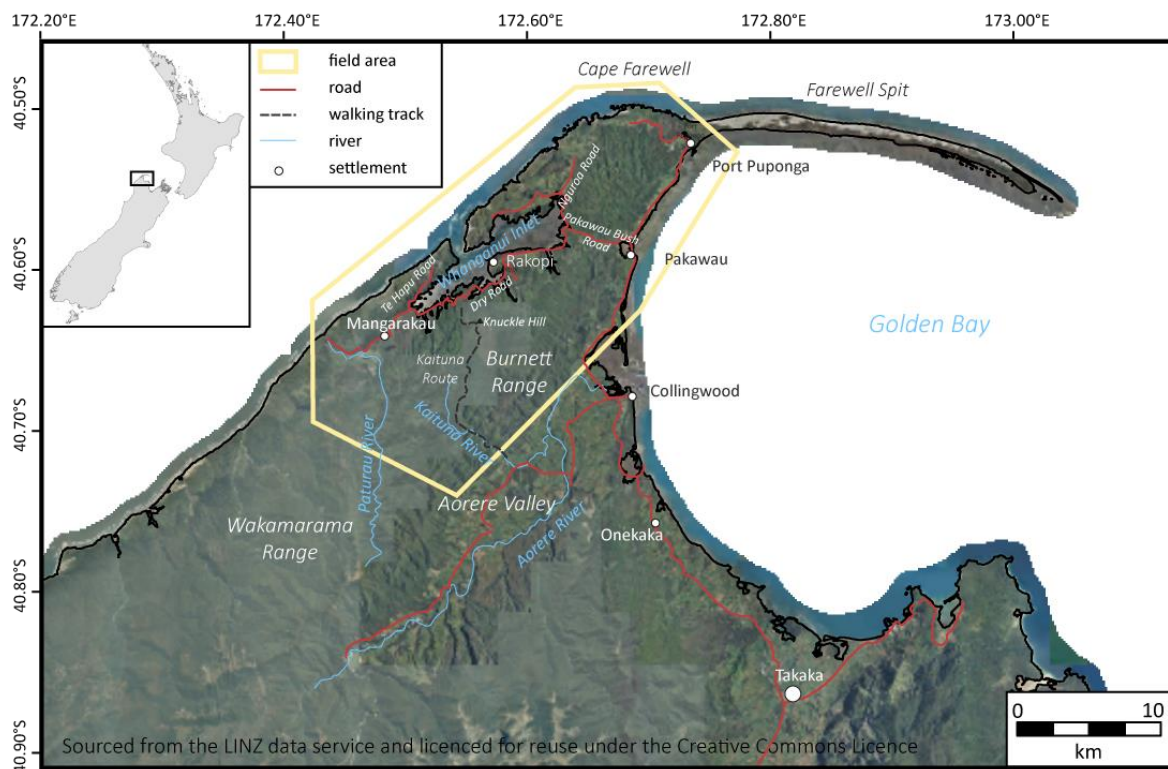 172.20°
172.40°
172.60°
172.80°
173.00°
field area
road
walking track
river
settlement
Cape Farewell
Farewell Spit
40.50°S
Port Puponga
Nguroa Road
Pakawau Bush
Road
Whanganui Inlet
Pakawau
40.60°S
Rakopi
Te Hapu Road
Dry Road
Mangarakau
Knuckle Hill
Golden Bay
Kaituna
Route
Burnett
Range
Collingwood
40.70°S
Kaituna River
Paturau River
Aorere Valley
Wakamarama
Range
Aorere River
Onekaka
40.80°S
Takaka
0 10
km
40.90°S
Sourced from the LINZ data service and licenced for reuse under the Creative Commons Licence